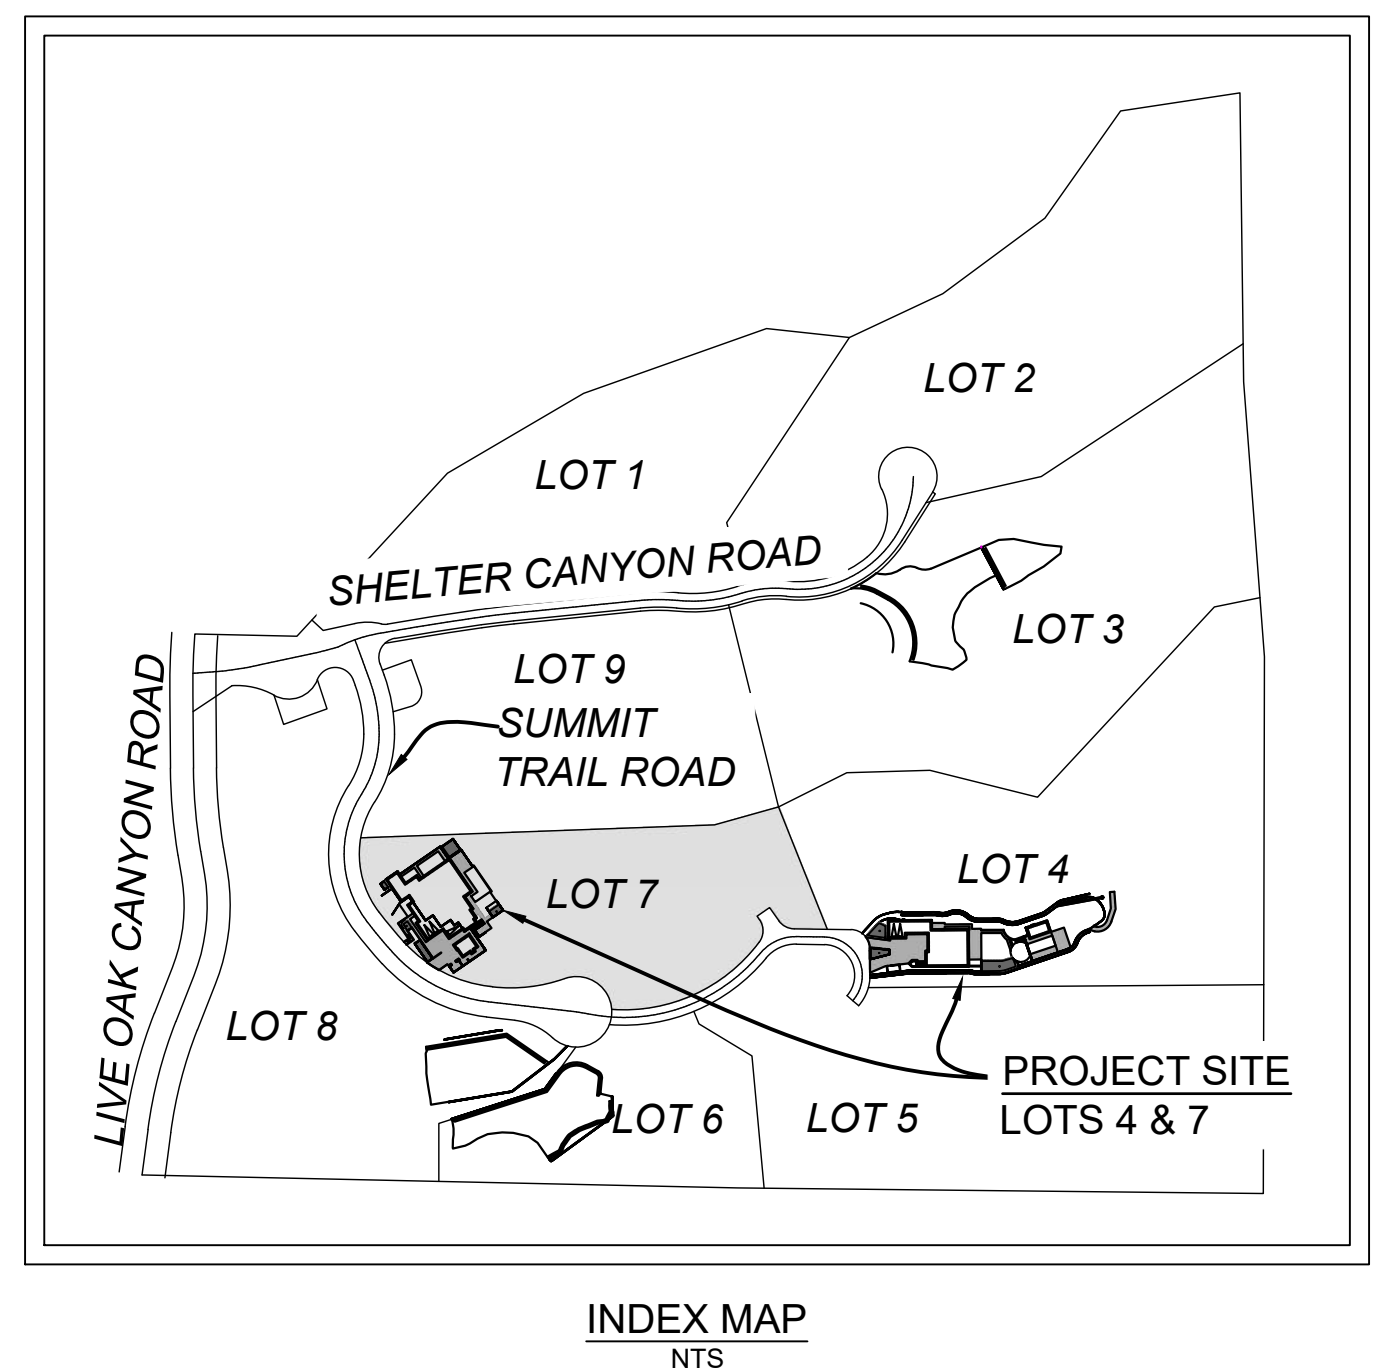 LOT 2
LOT 1
SHELTER CANYON ROAD
LOT 3
LOT 9
SUMMIT
TRAIL ROAD
LIVE OAK CANYON ROAD
LOT 4
LOT 7
LOT 8
PROJECT SITE
LOTS 4 & 7
LOT 6
LOT 5
INDEX MAP
NTS